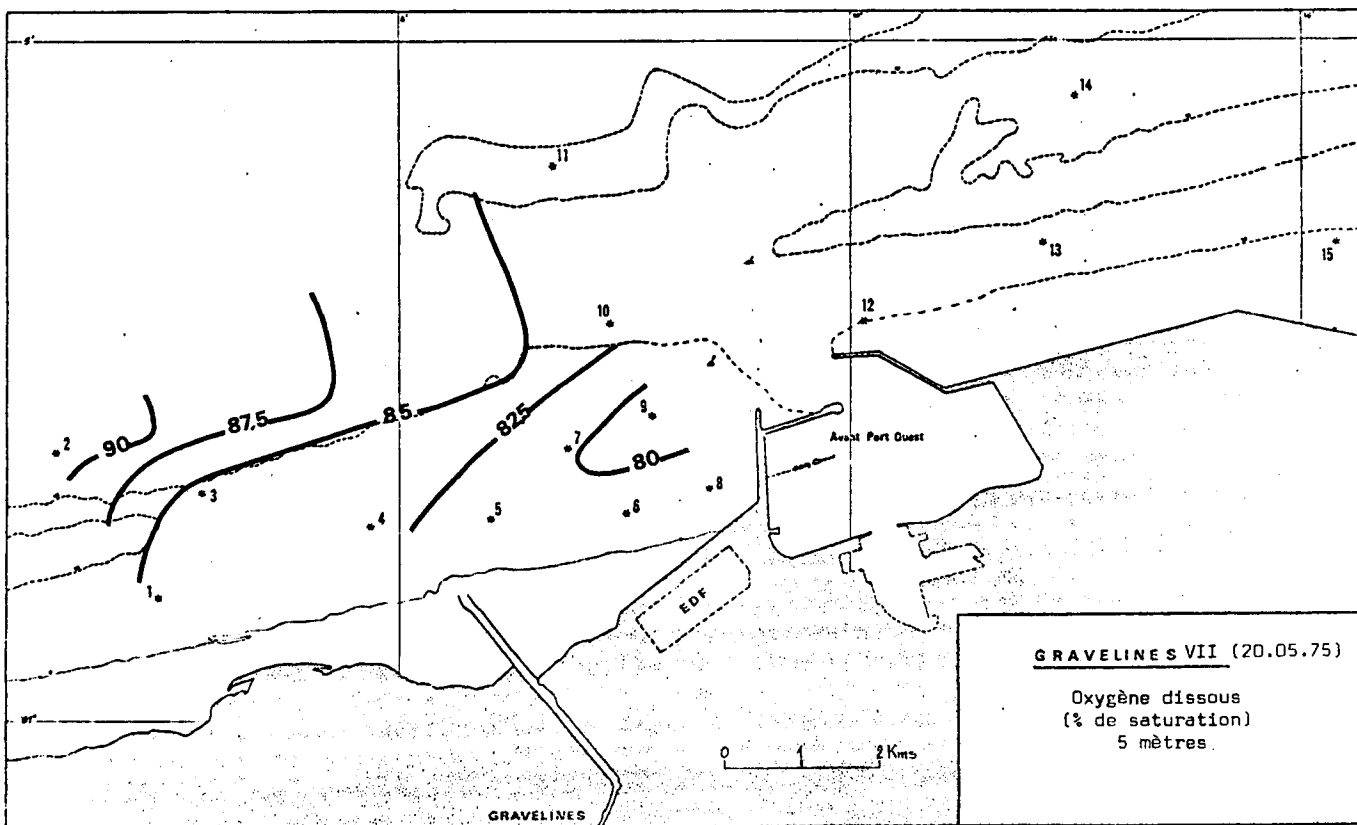 14
11
13
15
12
10
2
90
87,5
85
82,5
9
7
80
Avant Port Ouest
3
8
4
5
6
1
EDF
GRAVELINES VII (20.05.75)
Oxygène dissous
(% de saturation)
5 mètres
0 1 2 Kms
GRAVELINES